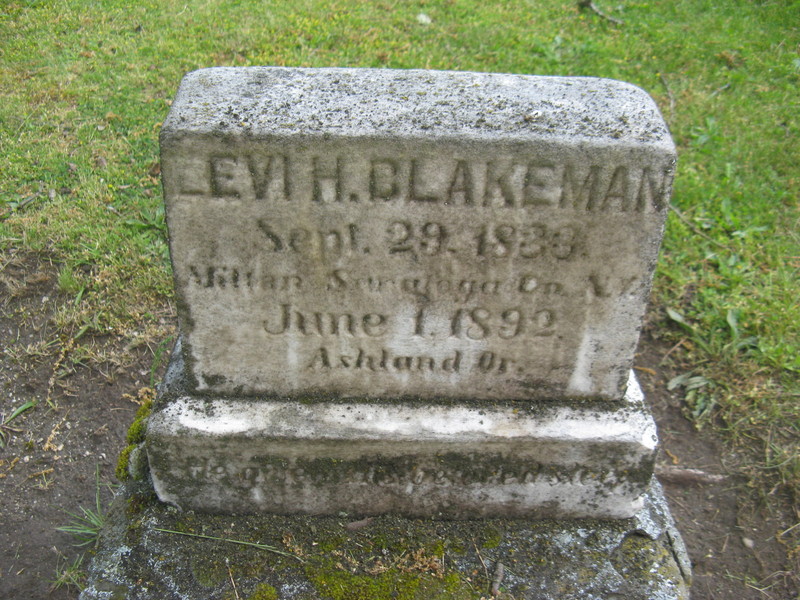 LEVI H. BLAKEMAN
Sept. 29. 1833.
Milton Saratoga Co. N.Y.
June 1. 1892.
Ashland Or.